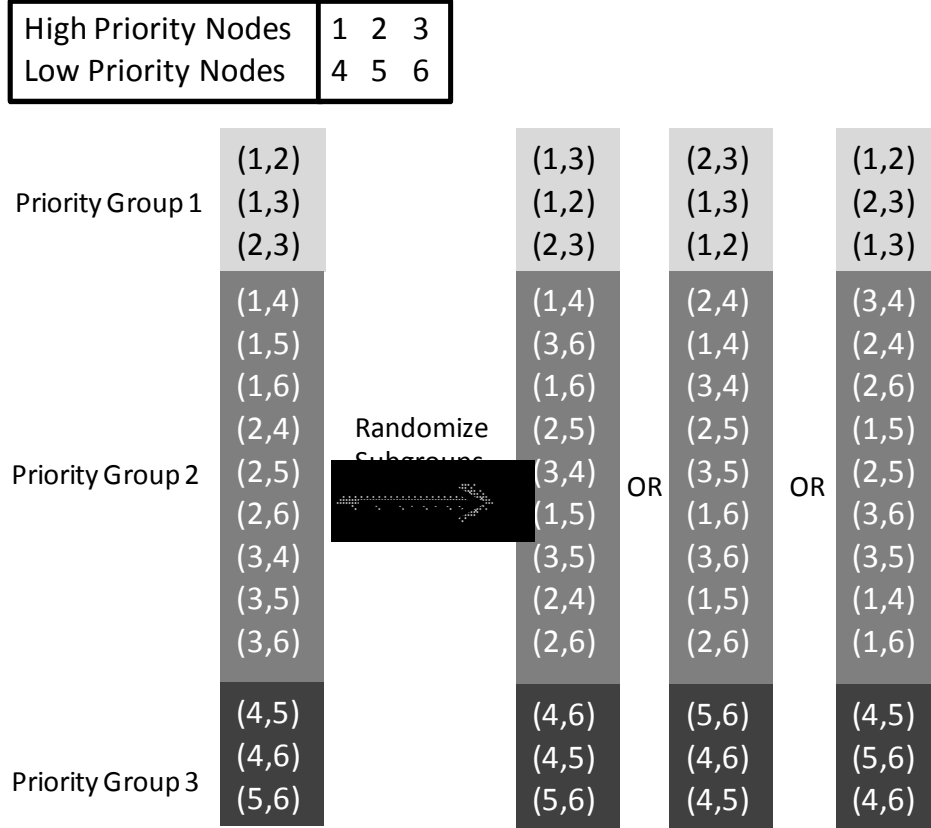 High Priority Nodes 1 2 3
Low Priority Nodes 4 5 6
(1,2) (1,3) (2,3) (1,2)
Priority Group 1 (1,3) (1,2) (1,3) (2,3)
(2,3) (2,3) (1,2) (1,3)
(1,4) (1,4) (2,4) (3,4)
(1,5) (3,6) (1,4) (2,4)
(1,6) (1,6) (3,4) (2,6)
(2,4) Randomize (2,5) (2,5) (1,5)
Subgroups
Priority Group 2 (2,5) (3,4) OR (3,5) OR (2,5)
(2,6) (1,5) (1,6) (3,6)
(3,4) (3,5) (3,6) (3,5)
(3,5) (2,4) (1,5) (1,4)
(3,6) (2,6) (2,6) (1,6)
(4,5) (4,6) (5,6) (4,5)
(4,6) (4,5) (4,6) (5,6)
Priority Group 3 (5,6) (5,6) (4,5) (4,6)